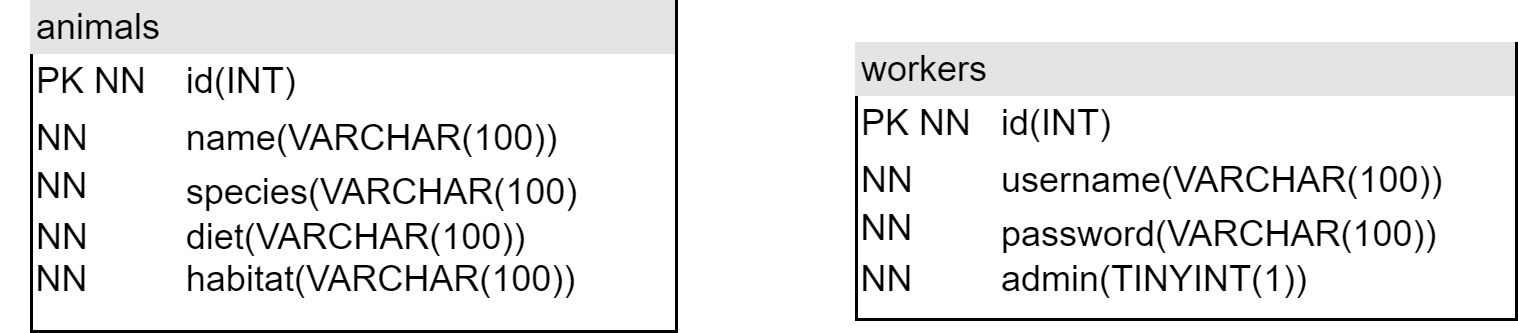 animals
PK NN id(INT)
NN name(VARCHAR(100))
NN species(VARCHAR(100)
NN diet(VARCHAR(100))
NN habitat(VARCHAR(100))
workers
PK NN id(INT)
NN username(VARCHAR(100))
NN password(VARCHAR(100))
NN admin(TINYINT(1))